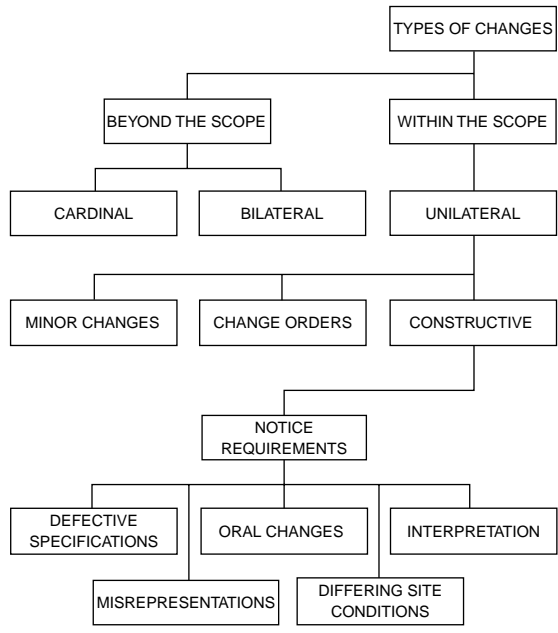 TYPES OF CHANGES
BEYOND THE SCOPE
WITHIN THE SCOPE
CARDINAL
BILATERAL
UNILATERAL
MINOR CHANGES
CHANGE ORDERS
CONSTRUCTIVE
NOTICE
REQUIREMENTS
DEFECTIVE
SPECIFICATIONS
ORAL CHANGES
INTERPRETATION
MISREPRESENTATIONS
DIFFERING SITE
CONDITIONS